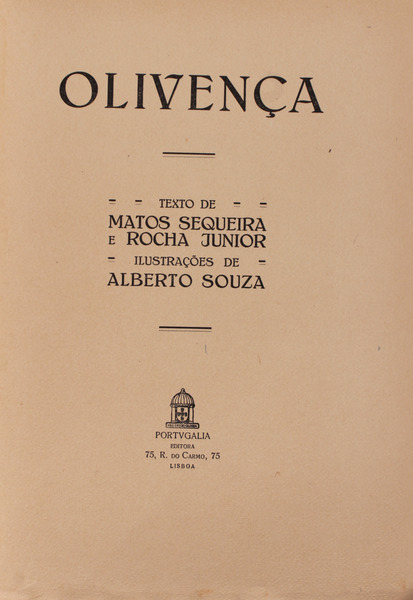 OLIVENÇA
TEXTO DE
MATOS SEQUEIRA
E ROCHA JUNIOR
ILUSTRAÇÕES DE
ALBERTO SOUZA
PORTVGALIA
EDITORA
75, R. DO CARMO, 75
LISBOA